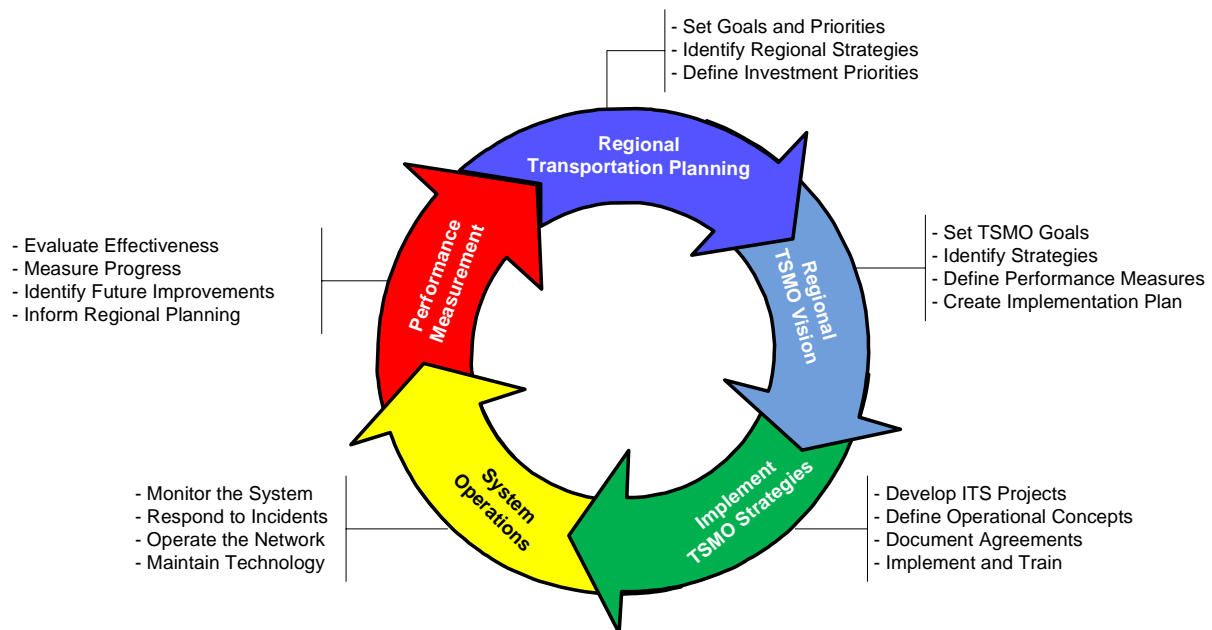 - Set Goals and Priorities
- Identify Regional Strategies
- Define Investment Priorities
Regional
Transportation Planning
- Set TSMO Goals
- Identify Strategies
- Define Performance Measures
- Create Implementation Plan
Regional
TSMO Vision
- Develop ITS Projects
- Define Operational Concepts
- Document Agreements
- Implement and Train
Implement
TSMO Strategies
- Monitor the System
- Respond to Incidents
- Operate the Network
- Maintain Technology
System
Operations
- Evaluate Effectiveness
- Measure Progress
- Identify Future Improvements
- Inform Regional Planning
Performance
Measurement